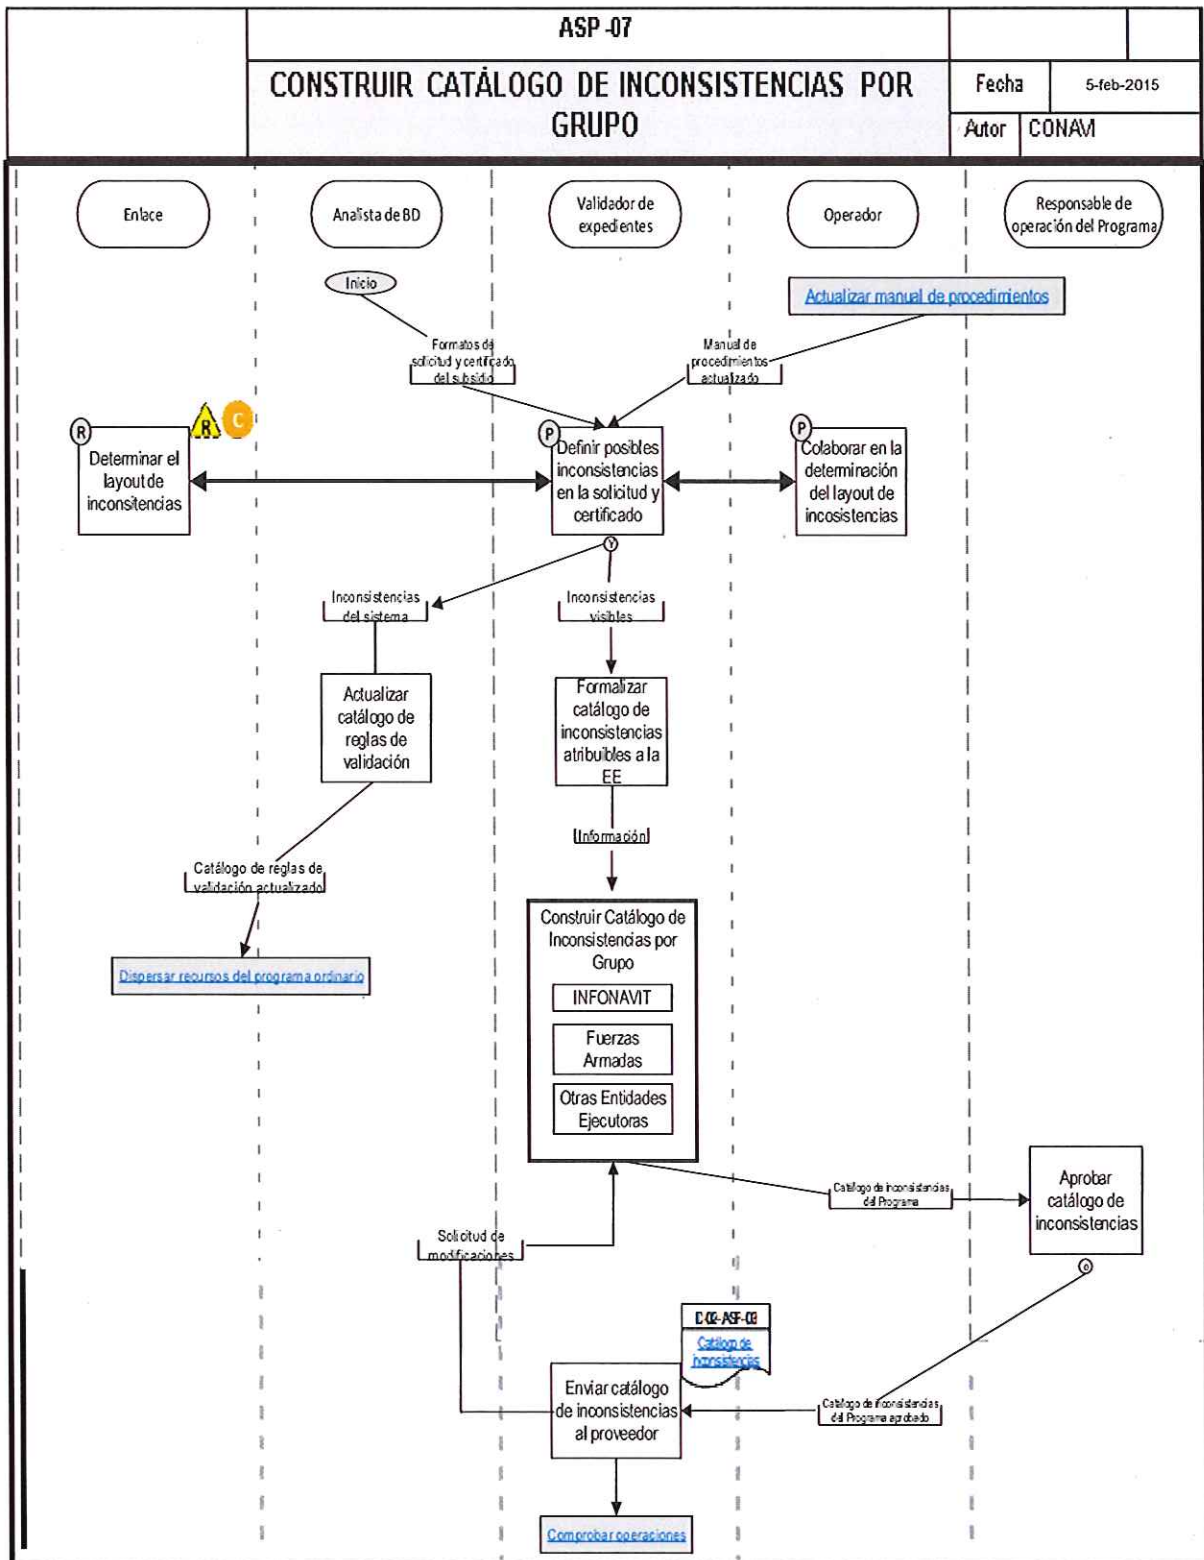 ASP -07
CONSTRUIR CATÁLOGO DE INCONSISTENCIAS POR
GRUPO
Fecha
5-feb-2015
Autor
CONAVI
Enlace
Analista de BD
Validador de
expedientes
Operador
Responsable de
operación del Programa
Inicio
Actualizar manual de procedimientos
Formatos de
solicitud y certificado
del subsidio
Manual de
procedimientos
actualizado
R
R
C
Determinar el
layout de
inconsitencias
P
Definir posibles
inconsistencias
en la solicitud y
certificado
P
Colaborar en la
determinación
del layout de
incosistencias
Y
Inconsistencias
del sistema
Inconsistencias
visibles
Actualizar
catálogo de
reglas de
validación
Formalizar
catálogo de
inconsistencias
atribuibles a la
EE
Información
Catálogo de reglas de
validación actualizado
Dispersar recursos del programa ordinario
Construir Catálogo de
Inconsistencias por
Grupo
INFONAVIT
Fuerzas
Armadas
Otras Entidades
Ejecutoras
Catálogo de inconsistencias
del Programa
Aprobar
catálogo de
inconsistencias
o
Solicitud de
modificaciones
Catálogo de
inconsistencias
Enviar catálogo
de inconsistencias
al proveedor
Catálogo de inconsistencias
del Programa aprobado
Comprobar operaciones